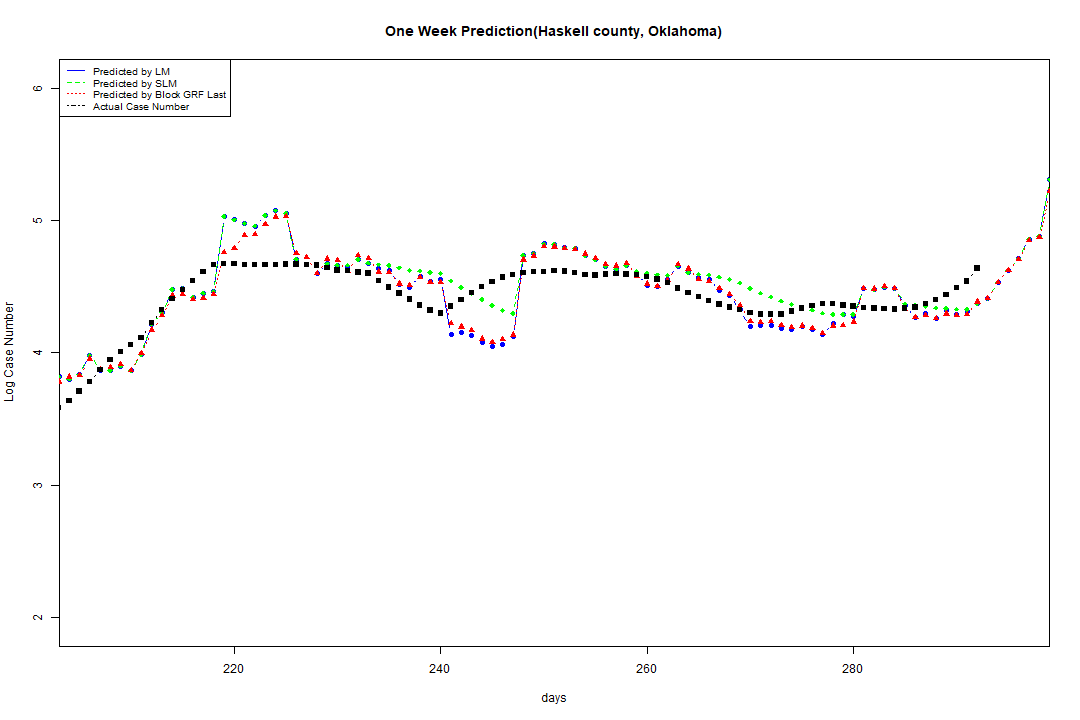 One Week Prediction(Haskell county, Oklahoma)
Predicted by LM
Predicted by SLM
Predicted by Block GRF Last
Actual Case Number
6
5
4
3
2
Log Case Number
220
240
260
280
days